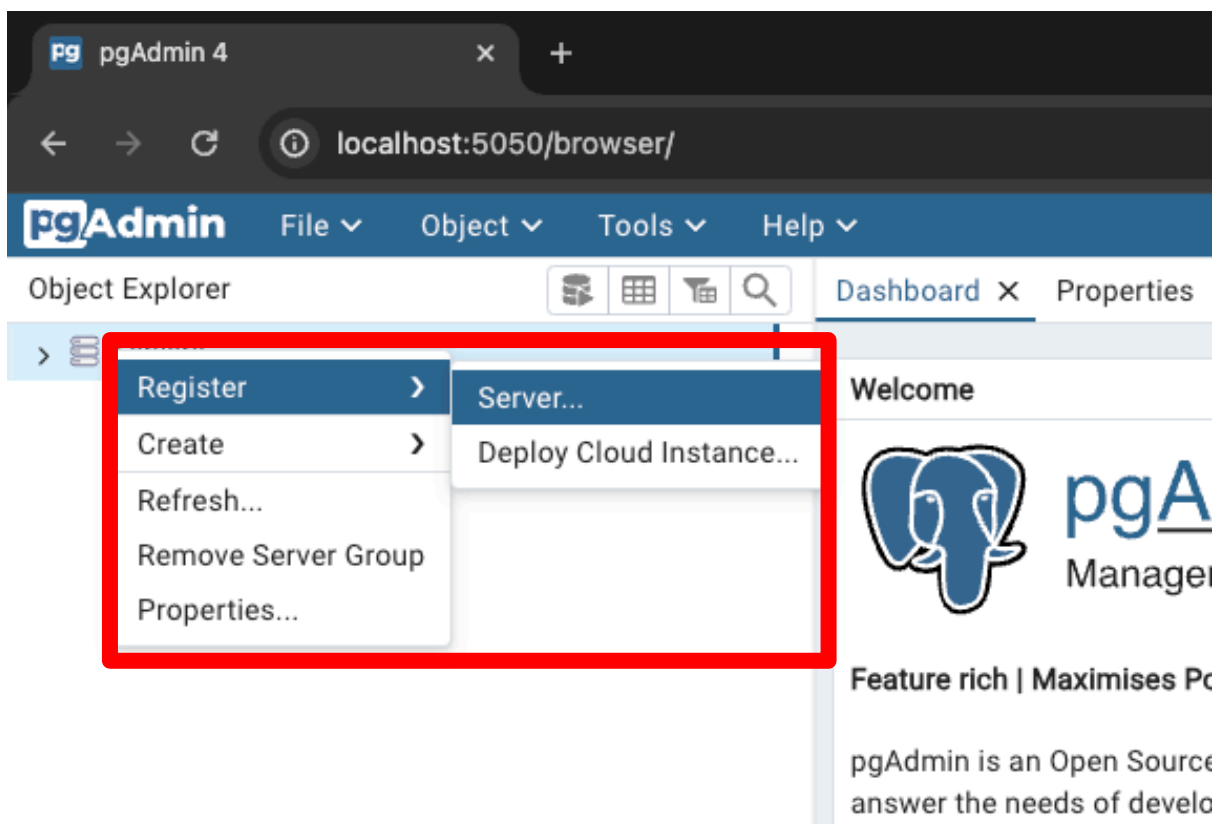 pg pgAdmin 4
localhost:5050/browser/
pgAdmin File Object Tools Help
Object Explorer
Dashboard Properties
Register
Server...
Welcome
Create
Deploy Cloud Instance...
Refresh...
pgA
Remove Server Group
Manage
Properties...
Feature rich | Maximises Po
pgAdmin is an Open Source
answer the needs of develo